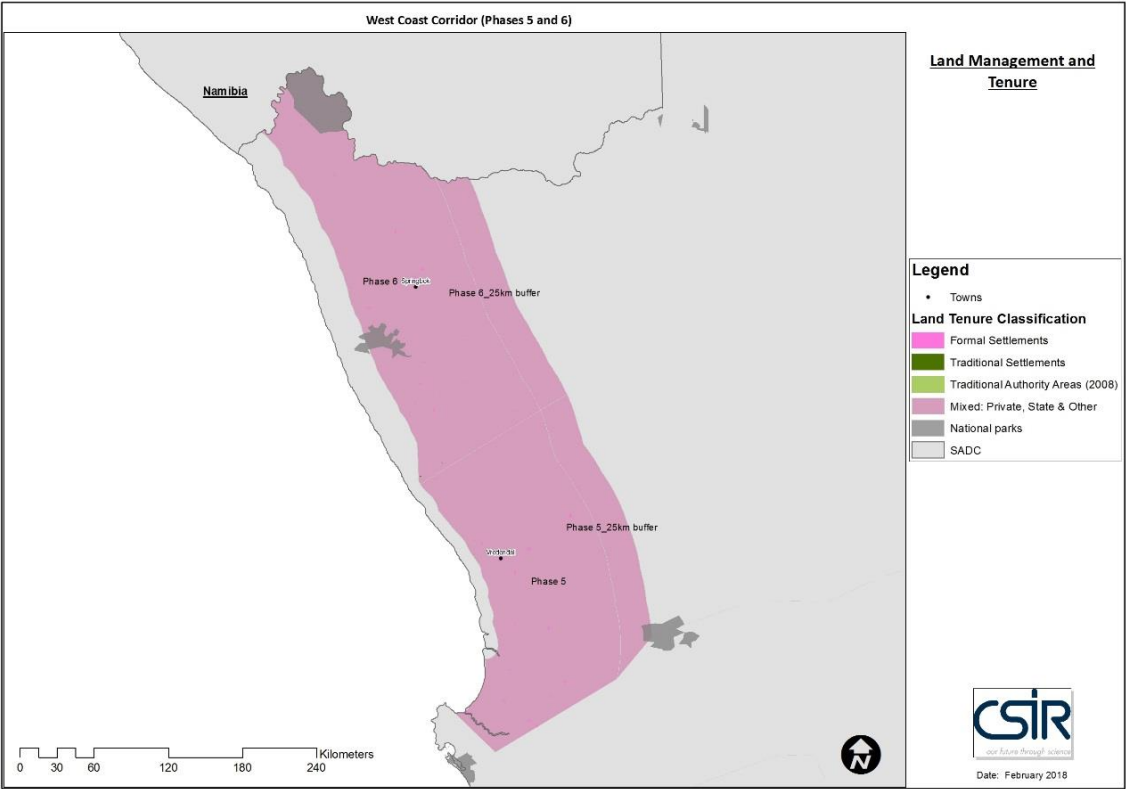 West Coast Corridor (Phases 5 and 6)
Land Management and
Tenure
Namibia
Phase 6
Springbok
Phase 6_25km buffer
Phase 5_25km buffer
Vredendal
Phase 5
Legend
Towns
Land Tenure Classification
Formal Settlements
Traditional Settlements
Traditional Authority Areas (2008)
Mixed: Private, State & Other
National parks
SADC
Kilometers
0 30 60 120 180 240
N
CSIR
our future through science
Date: February 2018